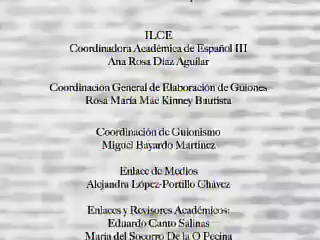 ILCE
Coordinadora Académica de Español III
Ana Rosa Díaz Aguilar
Coordinación General de Elaboración de Guiones
Rosa María Mac Kinney Bautista
Coordinación de Guionismo
Miguel Bayardo Martínez
Enlace de Medios
Alejandra López-Portillo Chávez
Enlaces y Revisores Académicos:
Eduardo Canto Salinas
María del Socorro De la O Pecina